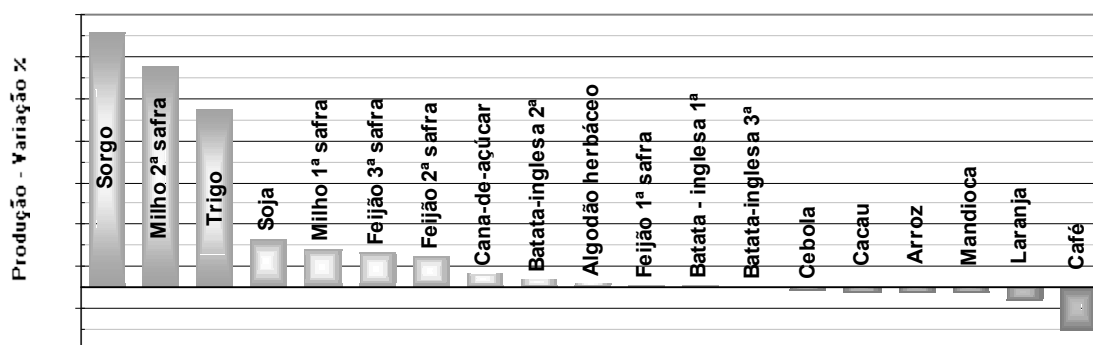 Produção - Variação %
Sorgo
Milho 2ª safra
Trigo
Soja
Milho 1ª safra
Feijão 3ª safra
Feijão 2ª safra
Cana-de-açúcar
Batata-inglesa 2ª
Algodão herbáceo
Feijão 1ª safra
Batata - inglesa 1ª
Batata-inglesa 3ª
Cebola
Cacau
Arroz
Mandioca
Laranja
Café